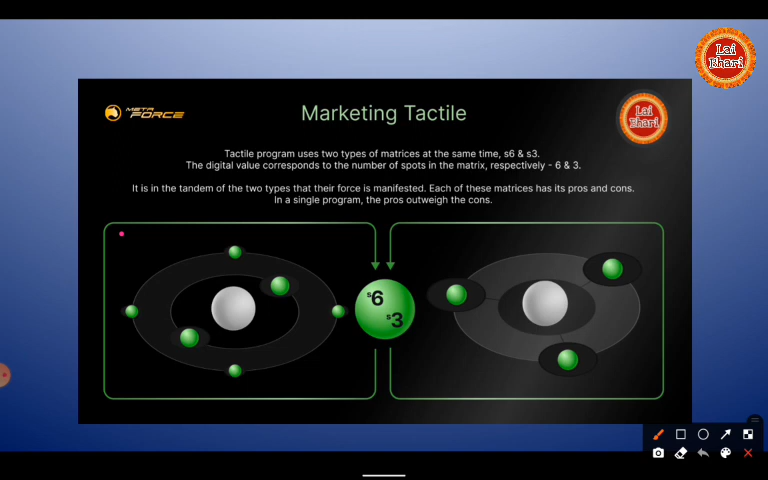 Lai
Bhari
META
FORCE
Marketing Tactile
Lai
Bhari
Tactile program uses two types of matrices at the same time, s6 & s3.
The digital value corresponds to the number of spots in the matrix, respectively - 6 & 3.
It is in the tandem of the two types that their force is manifested. Each of these matrices has its pros and cons.
In a single program, the pros outweigh the cons.
s6
s3